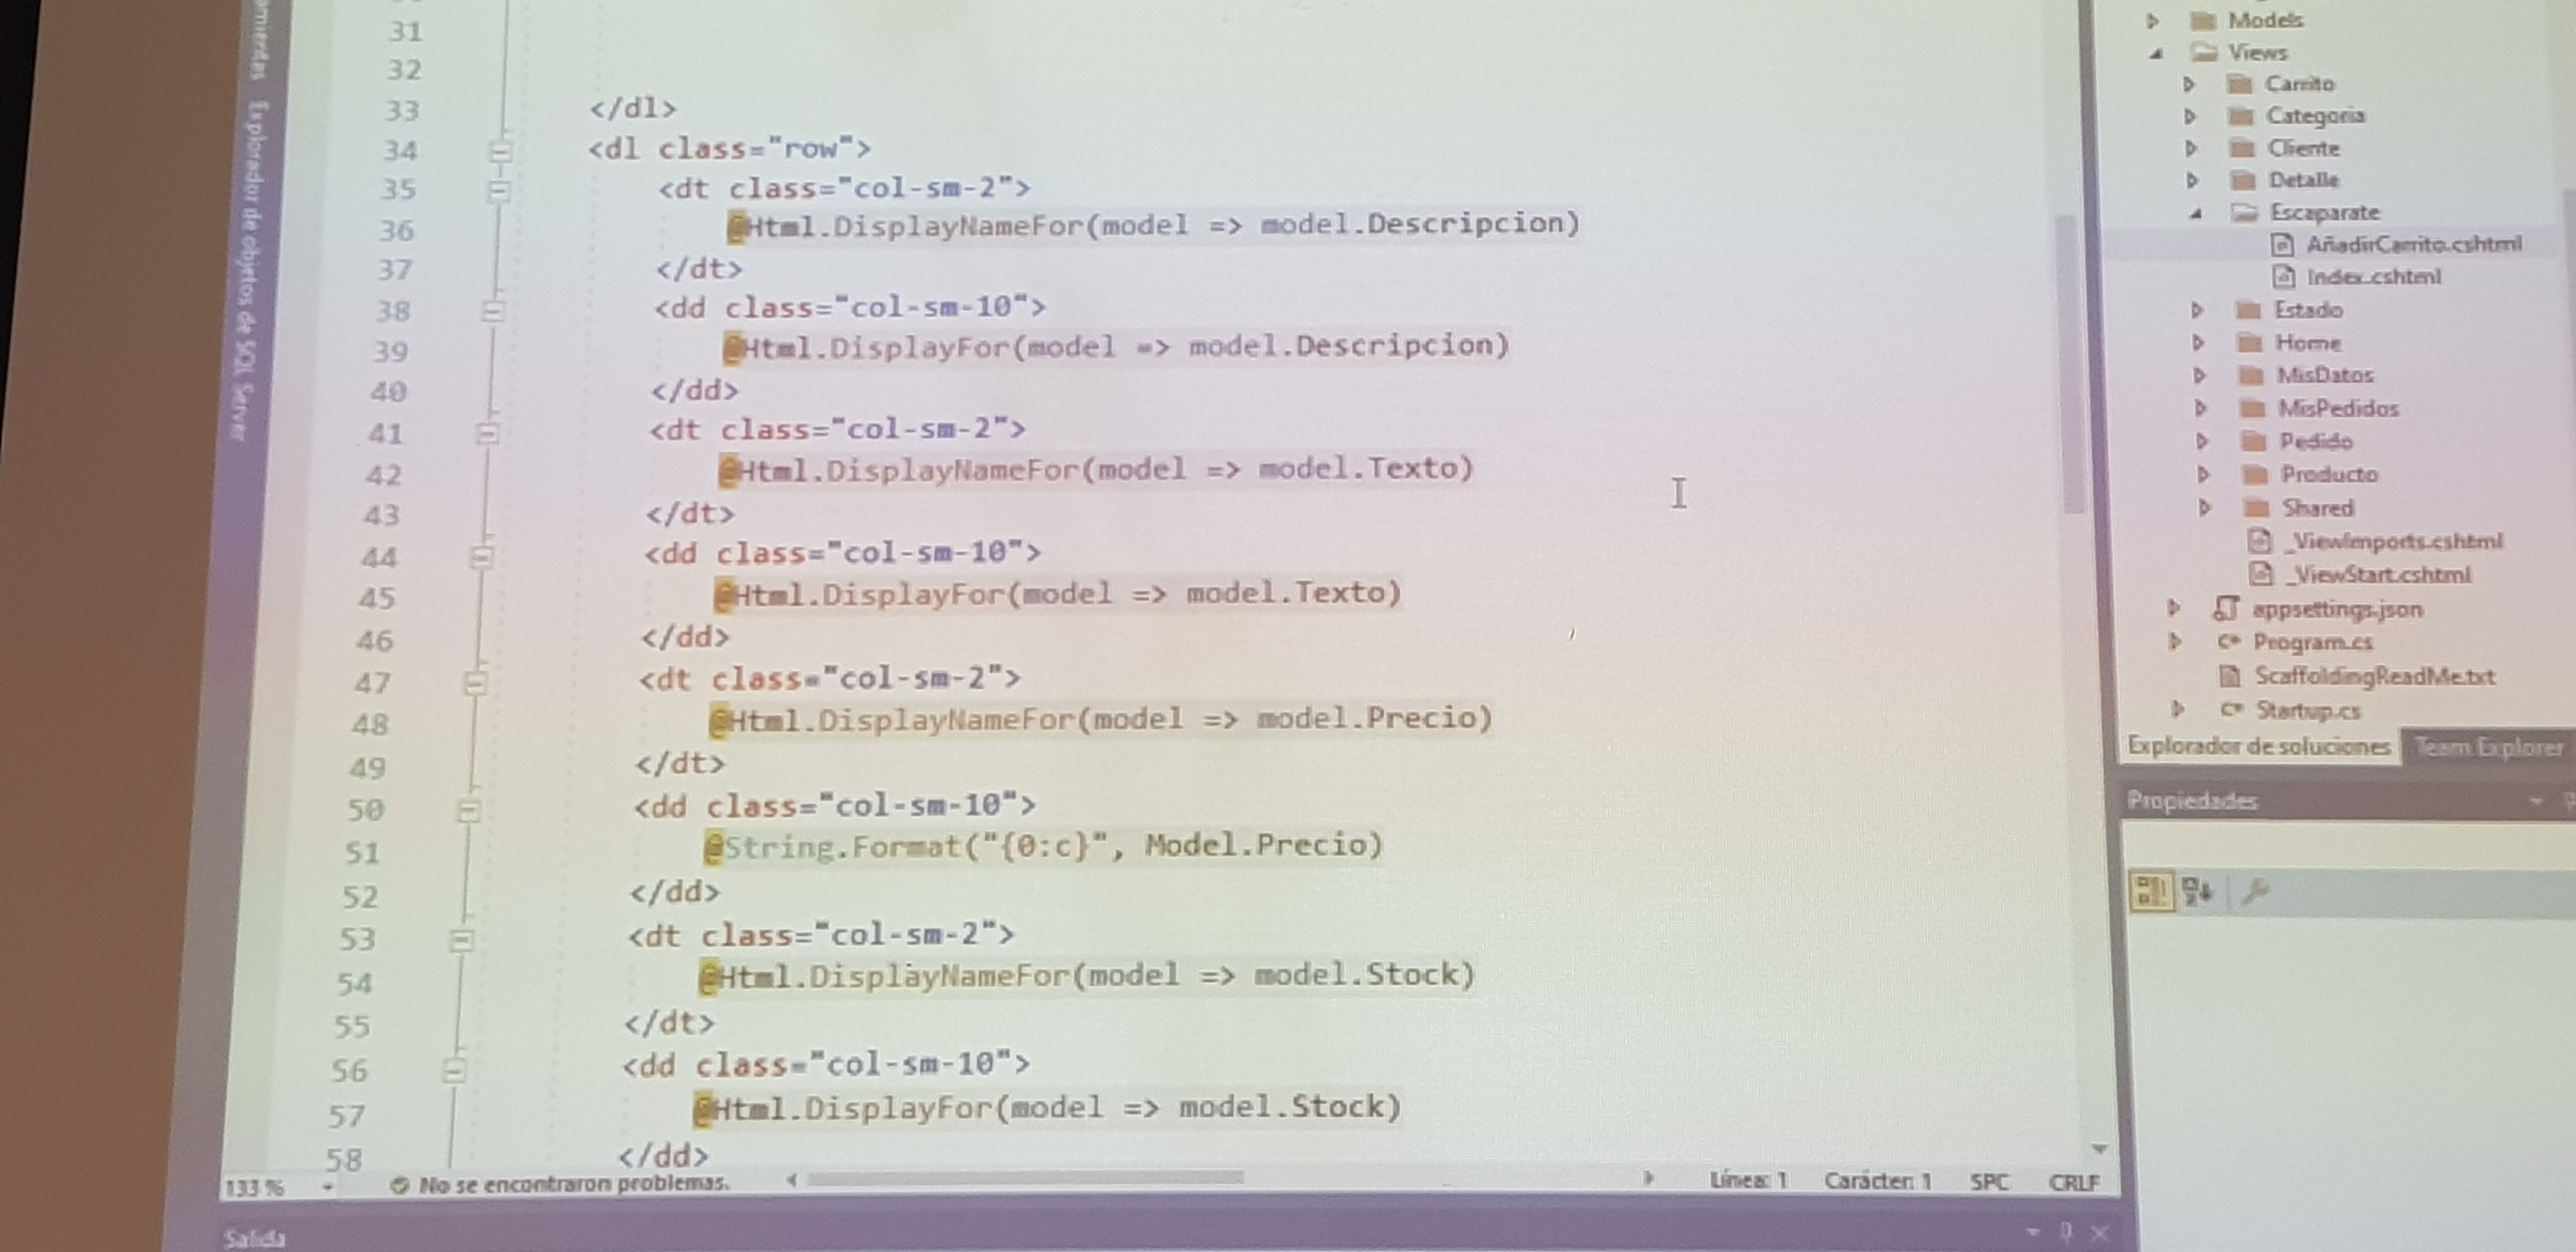 Explorador de objetos de SQL Server
31
32
33 </dl>
34 <dl class="row">
35 <dt class="col-sm-2">
36 @Html.DisplayNameFor(model => model.Descripcion)
37 </dt>
38 <dd class="col-sm-10">
39 @Html.DisplayFor(model => model.Descripcion)
40 </dd>
41 <dt class="col-sm-2">
42 @Html.DisplayNameFor(model => model.Texto)
43 </dt>
44 <dd class="col-sm-10">
45 @Html.DisplayFor(model => model.Texto)
46 </dd>
47 <dt class="col-sm-2">
48 @Html.DisplayNameFor(model => model.Precio)
49 </dt>
50 <dd class="col-sm-10">
51 @String.Format("{0:c}", Model.Precio)
52 </dd>
53 <dt class="col-sm-2">
54 @Html.DisplayNameFor(model => model.Stock)
55 </dt>
56 <dd class="col-sm-10">
57 @Html.DisplayFor(model => model.Stock)
58 </dd>
133 %
No se encontraron problemas.
Línea: 1
Carácter: 1
SPC
CRLF
Salida
Models
Views
Carrito
Categoria
Cliente
Detalle
Escaparate
AñadirCarrito.cshtml
Index.cshtml
Estado
Home
MisDatos
MisPedidos
Pedido
Producto
Shared
_ViewImports.cshtml
_ViewStart.cshtml
appsettings.json
C# Program.cs
ScaffoldingReadMe.txt
C# Startup.cs
Explorador de soluciones
Team Explorer
Propiedades